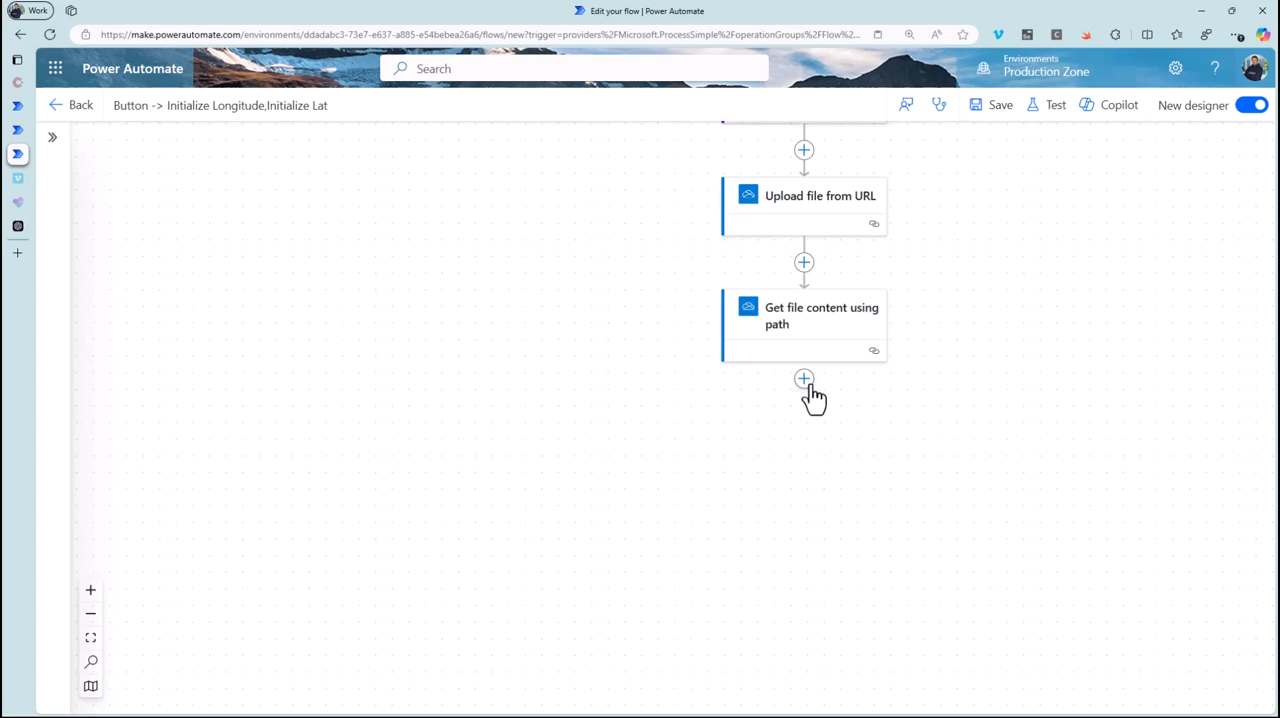 Work
Edit your flow | Power Automate
https://make.powerautomate.com/environments/ddadabc3-73e7-e637-a885-e54bebea26a6/flows/new?trigger=providers%2FMicrosoft.ProcessSimple%2FoperationGroups%2FFlow%2...
Power Automate
Search
Environments
Production Zone
Back
Button -> Initialize Longitude,Initialize Lat
Save
Test
Copilot
New designer
Upload file from URL
Get file content using
path